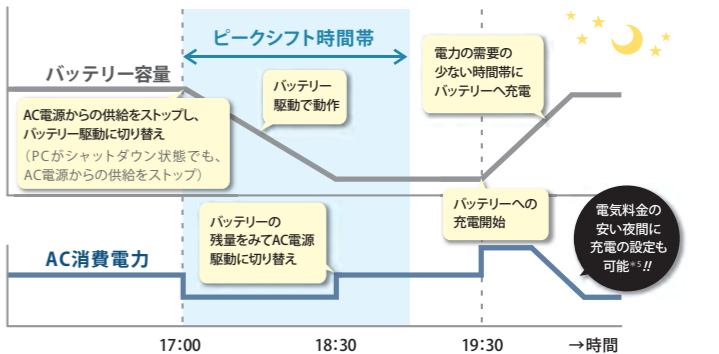 ピークシフト時間帯
バッテリー容量
AC電源からの供給をストップし、
バッテリー駆動に切り替え
（PCがシャットダウン状態でも、
AC電源からの供給をストップ）
バッテリー
駆動で動作
電力の需要の
少ない時間帯に
バッテリーへ充電
バッテリーへの
充電開始
電気料金の
安い夜間に
充電の設定も
可能※5!!
AC消費電力
バッテリーの
残量をみてAC電源
駆動に切り替え
17:00
18:30
19:30
→時間